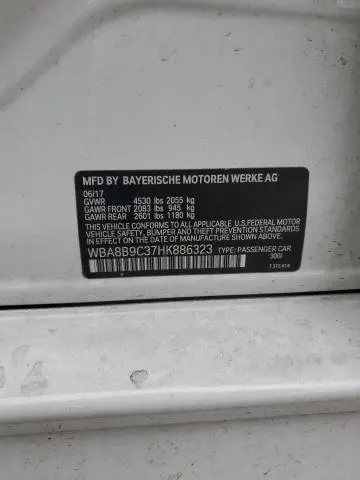 MFD BY BAYERISCHE MOTOREN WERKE AG
06/17
GVWR 4530 lbs 2055 kg
GAWR FRONT 2083 lbs 945 kg
GAWR REAR 2601 lbs 1180 kg
THIS CONFORMS TO ALL APPLICABLE U.S.FEDERAL MOTOR
VEHICLE SAFETY, BUMPER AND THEFT PREVENTION
STANDARDS IN EFFECT ON THE DATE OF MANUFACTURE
SHOWN ABOVE.
WBA8B9C37HK886323 TYPE: PASSENGER CAR
300/